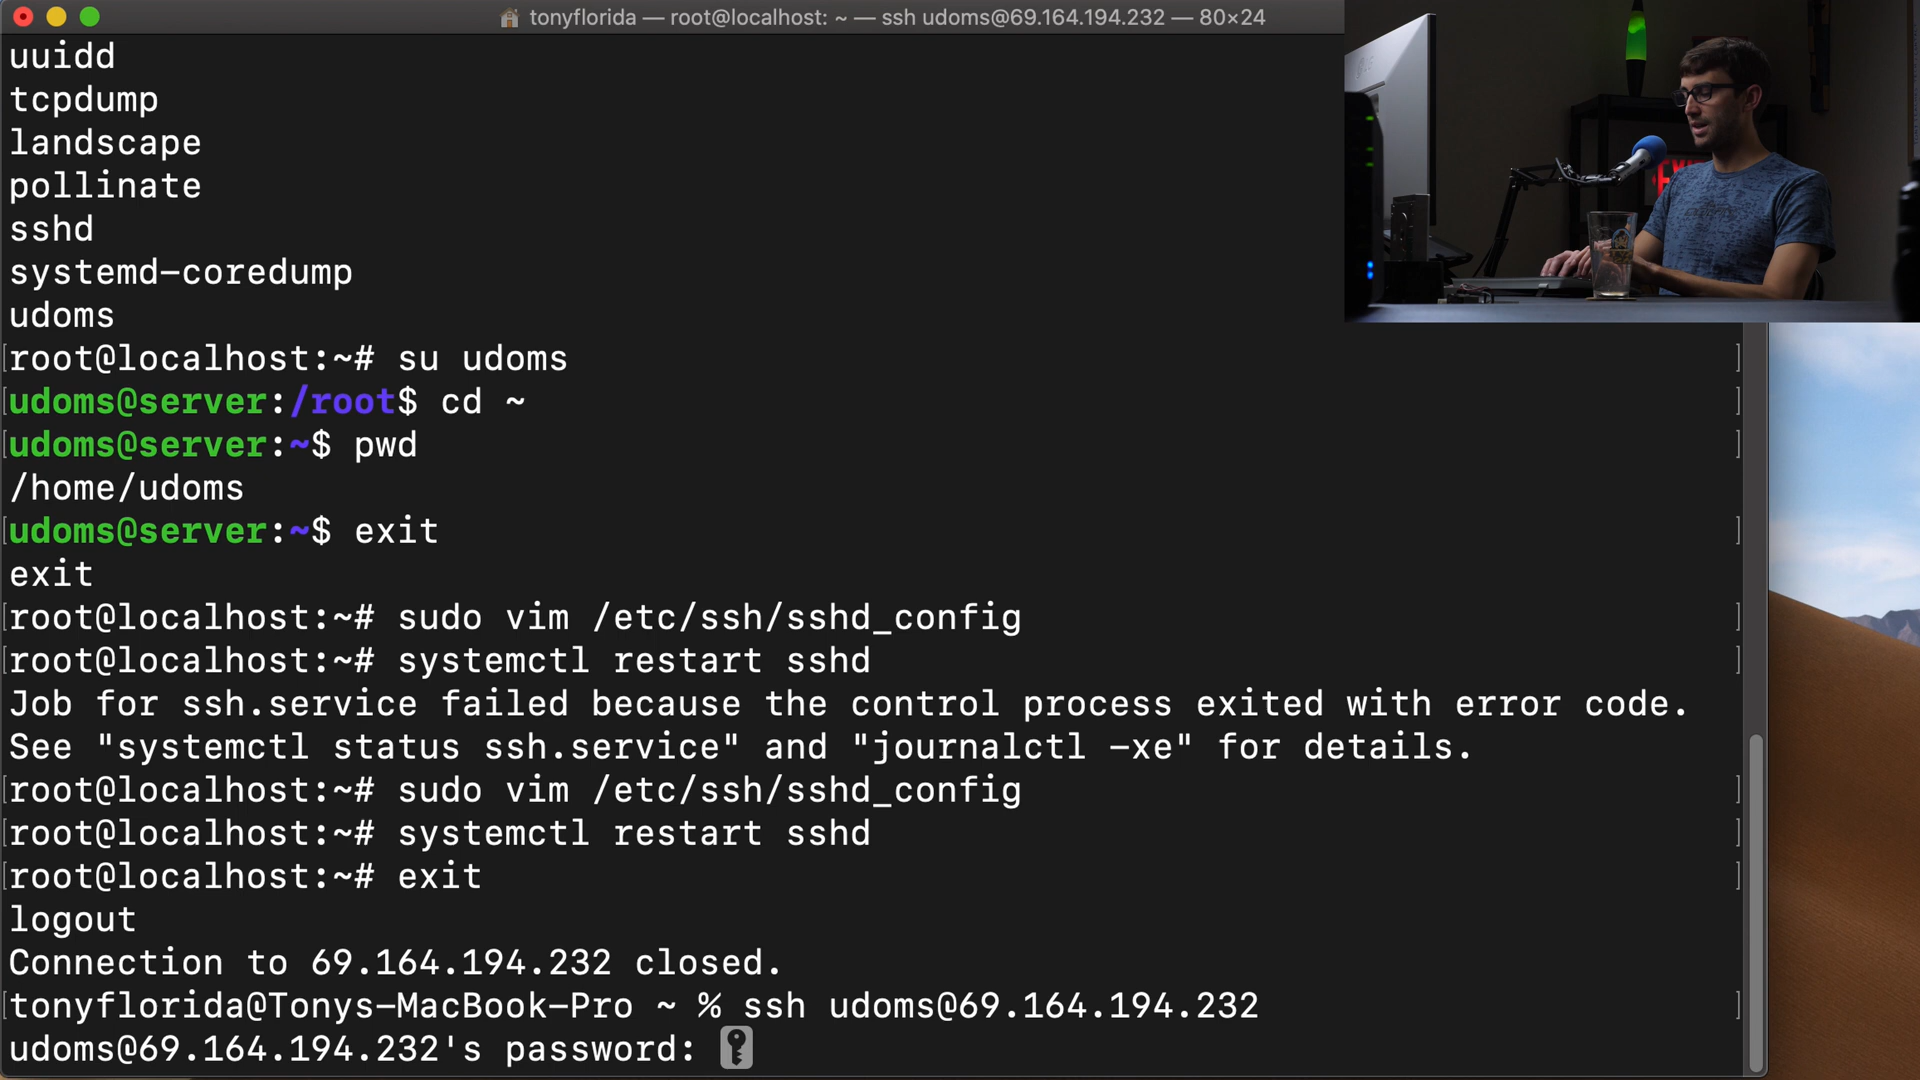 tonyflorida — root@localhost: ~ — ssh udoms@69.164.194.232 — 80×24
uuidd
tcpdump
landscape
pollinate
sshd
systemd-coredump
udoms
[root@localhost:~# su udoms ]
[udoms@server:/root$ cd ~ ]
[udoms@server:~$ pwd ]
/home/udoms
[udoms@server:~$ exit ]
exit
[root@localhost:~# sudo vim /etc/ssh/sshd_config ]
[root@localhost:~# systemctl restart sshd ]
Job for ssh.service failed because the control process exited with error code.
See "systemctl status ssh.service" and "journalctl -xe" for details.
[root@localhost:~# sudo vim /etc/ssh/sshd_config ]
[root@localhost:~# systemctl restart sshd ]
[root@localhost:~# exit ]
logout
Connection to 69.164.194.232 closed.
[tonyflorida@Tonys-MacBook-Pro ~ % ssh udoms@69.164.194.232 ]
udoms@69.164.194.232's password: